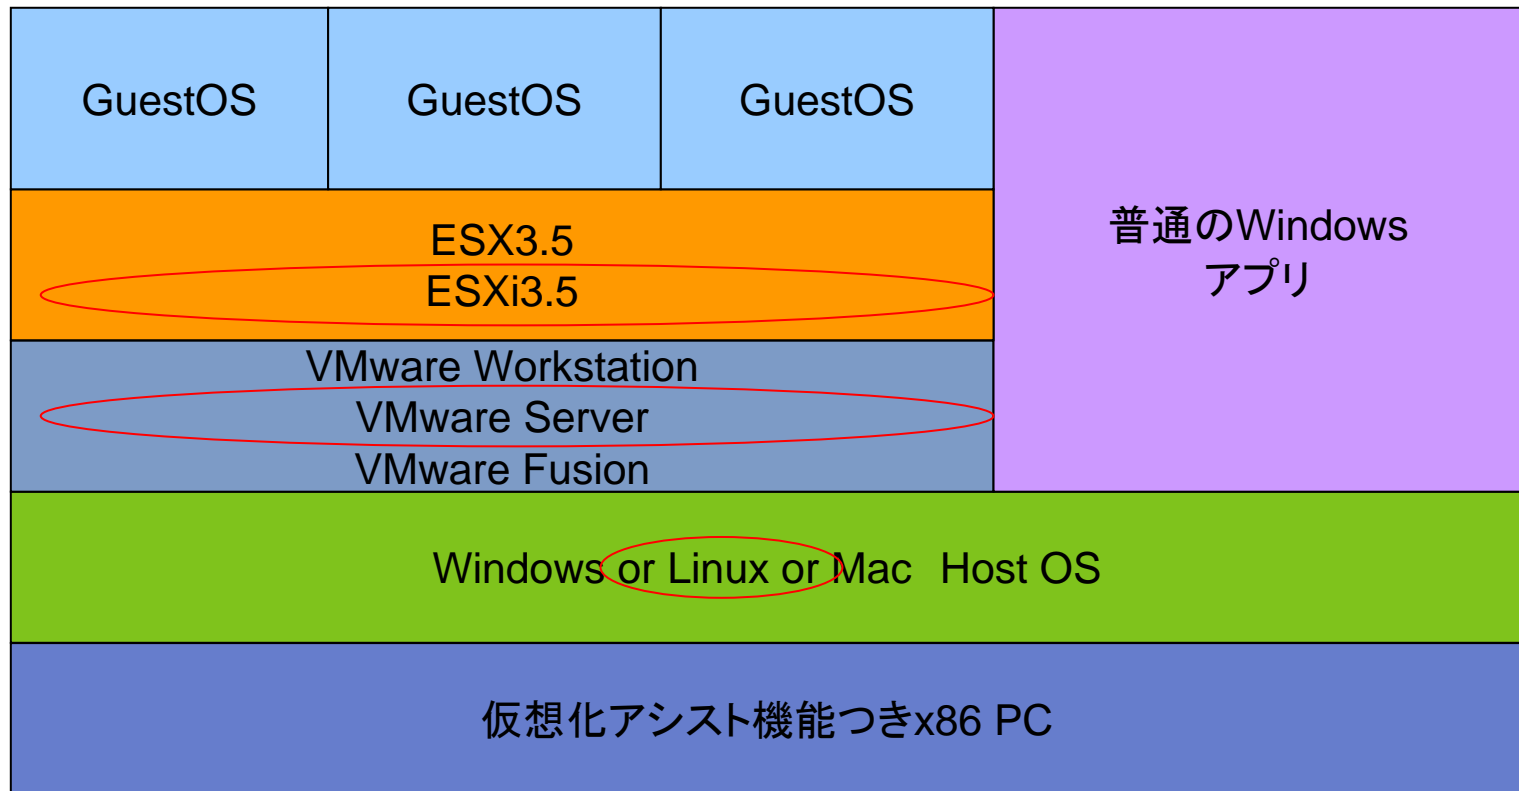 GuestOS
GuestOS
GuestOS
普通のWindows
アプリ
ESX3.5
ESXi3.5
VMware Workstation
VMware Server
VMware Fusion
Windows or Linux or Mac Host OS
仮想化アシスト機能つきx86 PC